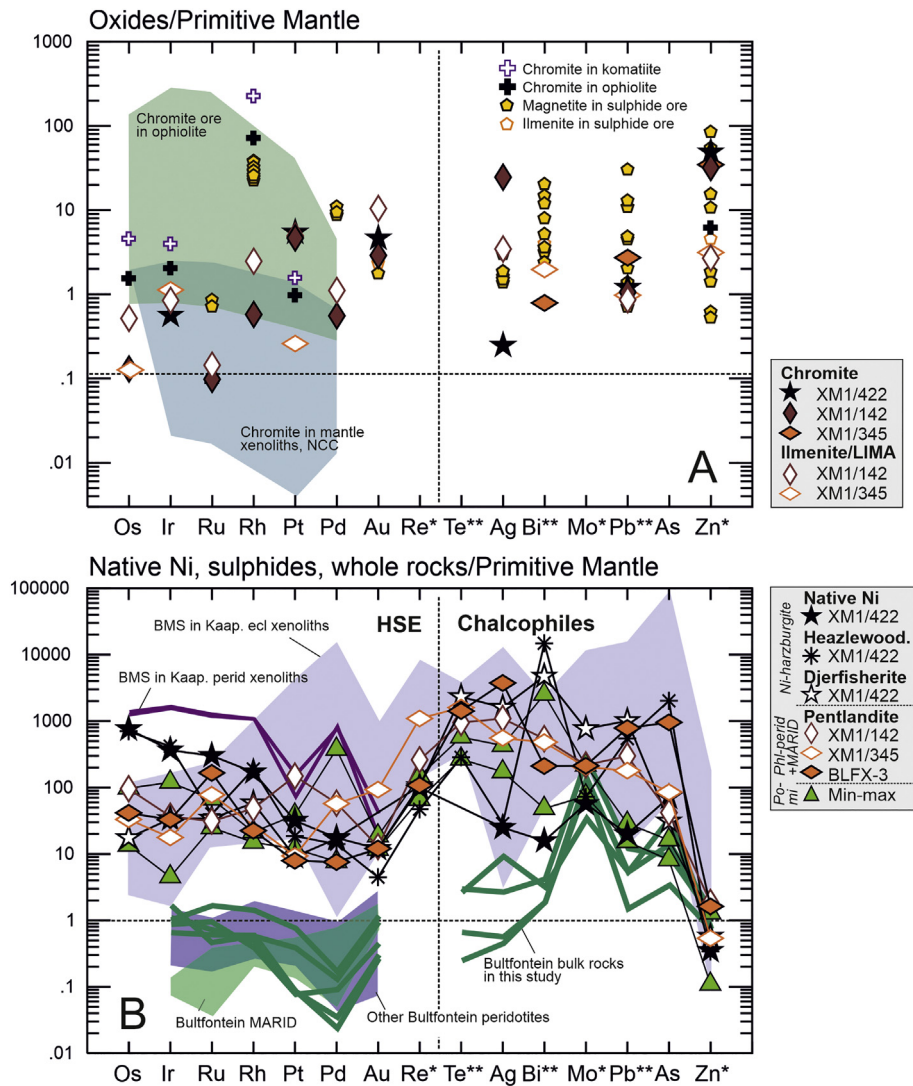 Oxides/Primitive Mantle
1000
100
10
1
.1
.01
Chromite in komatiite
Chromite in ophiolite
Magnetite in sulphide ore
Ilmenite in sulphide ore
Chromite ore
in ophiolite
Chromite in mantle
xenoliths, NCC
A
Os Ir Ru Rh Pt Pd Au Re* Te** Ag Bi** Mo* Pb** As Zn*
Chromite
XM1/422
XM1/142
XM1/345
Ilmenite/LIMA
XM1/142
XM1/345
Native Ni, sulphides, whole rocks/Primitive Mantle
100000
10000
1000
100
10
1
.1
.01
BMS in Kaap. ecl xenoliths
HSE
Chalcophiles
BMS in Kaap. perid xenoliths
Bultfontein bulk rocks
in this study
Bultfontein MARID
Other Bultfontein peridotites
B
Os Ir Ru Rh Pt Pd Au Re* Te** Ag Bi** Mo* Pb** As Zn*
Ni-harzburgite
Native Ni
XM1/422
Heazlewood.
XM1/422
Djerfisherite
XM1/422
Phl-perid
+MARID
Pentlandite
XM1/142
XM1/345
BLFX-3
Po-
mi
Min-max